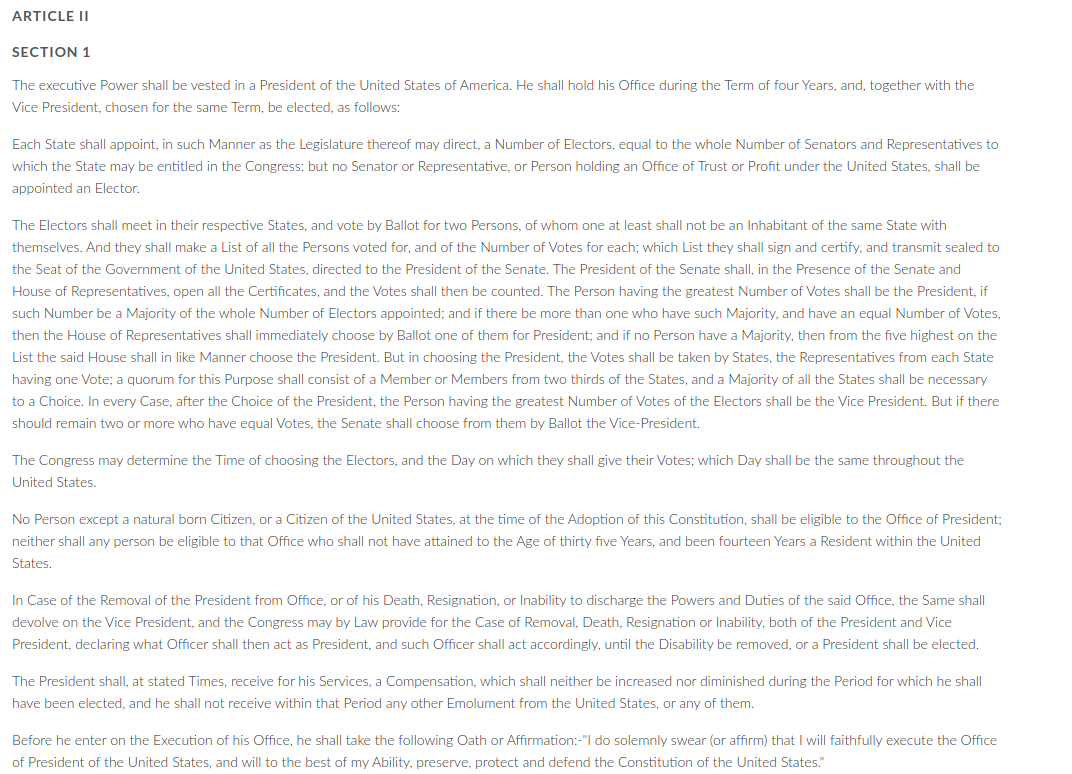 ARTICLE II
SECTION 1
The executive Power shall be vested in a President of the United States of America. He shall hold his Office during the Term of four Years, and, together with the
Vice President, chosen for the same Term, be elected, as follows:
Each State shall appoint, in such Manner as the Legislature thereof may direct, a Number of Electors, equal to the whole Number of Senators and Representatives to
which the State may be entitled in the Congress: but no Senator or Representative, or Person holding an Office of Trust or Profit under the United States, shall be
appointed an Elector.
The Electors shall meet in their respective States, and vote by Ballot for two Persons, of whom one at least shall not be an Inhabitant of the same State with
themselves. And they shall make a List of all the Persons voted for, and of the Number of Votes for each; which List they shall sign and certify, and transmit sealed to
the Seat of the Government of the United States, directed to the President of the Senate. The President of the Senate shall, in the Presence of the Senate and
House of Representatives, open all the Certificates, and the Votes shall then be counted. The Person having the greatest Number of Votes shall be the President, if
such Number be a Majority of the whole Number of Electors appointed; and if there be more than one who have such Majority, and have an equal Number of Votes,
then the House of Representatives shall immediately choose by Ballot one of them for President; and if no Person have a Majority, then from the five highest on the
List the said House shall in like Manner choose the President. But in choosing the President, the Votes shall be taken by States, the Representatives from each State
having one Vote; a quorum for this Purpose shall consist of a Member or Members from two thirds of the States, and a Majority of all the States shall be necessary
to a Choice. In every Case, after the Choice of the President, the Person having the greatest Number of Votes of the Electors shall be the Vice President. But if there
should remain two or more who have equal Votes, the Senate shall choose from them by Ballot the Vice-President.
The Congress may determine the Time of choosing the Electors, and the Day on which they shall give their Votes; which Day shall be the same throughout the
United States.
No Person except a natural born Citizen, or a Citizen of the United States, at the time of the Adoption of this Constitution, shall be eligible to the Office of President;
neither shall any person be eligible to that Office who shall not have attained to the Age of thirty five Years, and been fourteen Years a Resident within the United
States.
In Case of the Removal of the President from Office, or of his Death, Resignation, or Inability to discharge the Powers and Duties of the said Office, the Same shall
devolve on the Vice President, and the Congress may by Law provide for the Case of Removal, Death, Resignation or Inability, both of the President and Vice
President, declaring what Officer shall then act as President, and such Officer shall act accordingly, until the Disability be removed, or a President shall be elected.
The President shall, at stated Times, receive for his Services, a Compensation, which shall neither be increased nor diminished during the Period for which he shall
have been elected, and he shall not receive within that Period any other Emolument from the United States, or any of them.
Before he enter on the Execution of his Office, he shall take the following Oath or Affirmation:-"I do solemnly swear (or affirm) that I will faithfully execute the Office
of President of the United States, and will to the best of my Ability, preserve, protect and defend the Constitution of the United States."